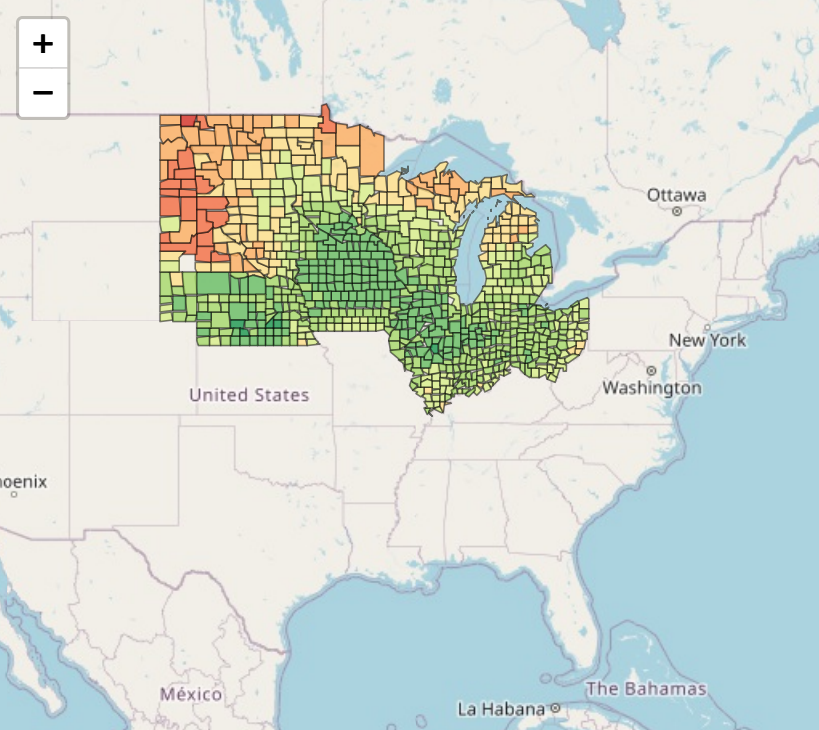 +
−
Ottawa
New York
Washington
United States
hoenix
México
The Bahamas
La Habana